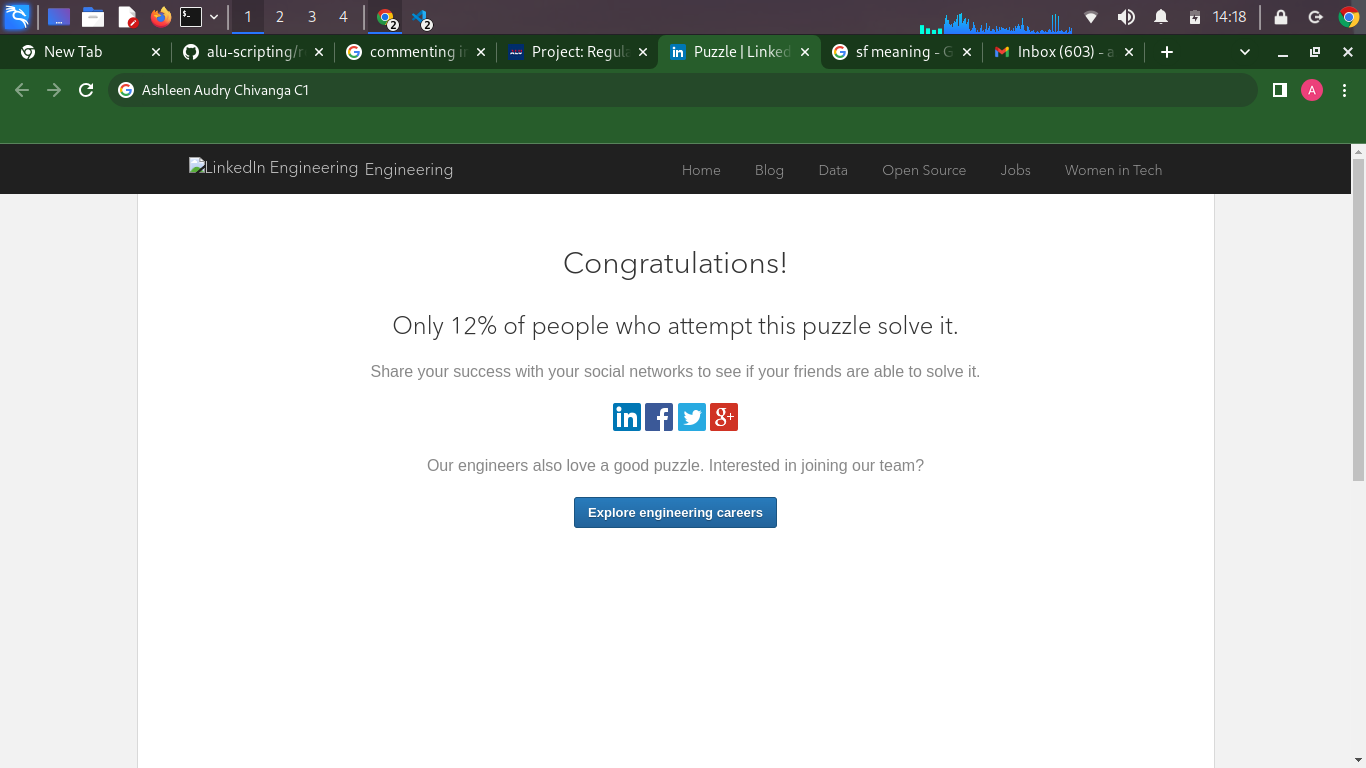 1 2 3 4 2 2 14:18
New Tab alu-scripting/r commenting in Project: Regula Puzzle | Linked sf meaning - G Inbox (603) - a
Ashleen Audry Chivanga C1 A
LinkedIn Engineering Engineering Home Blog Data Open Source Jobs Women in Tech
Congratulations!
Only 12% of people who attempt this puzzle solve it.
Share your success with your social networks to see if your friends are able to solve it.
in f g+
Our engineers also love a good puzzle. Interested in joining our team?
Explore engineering careers